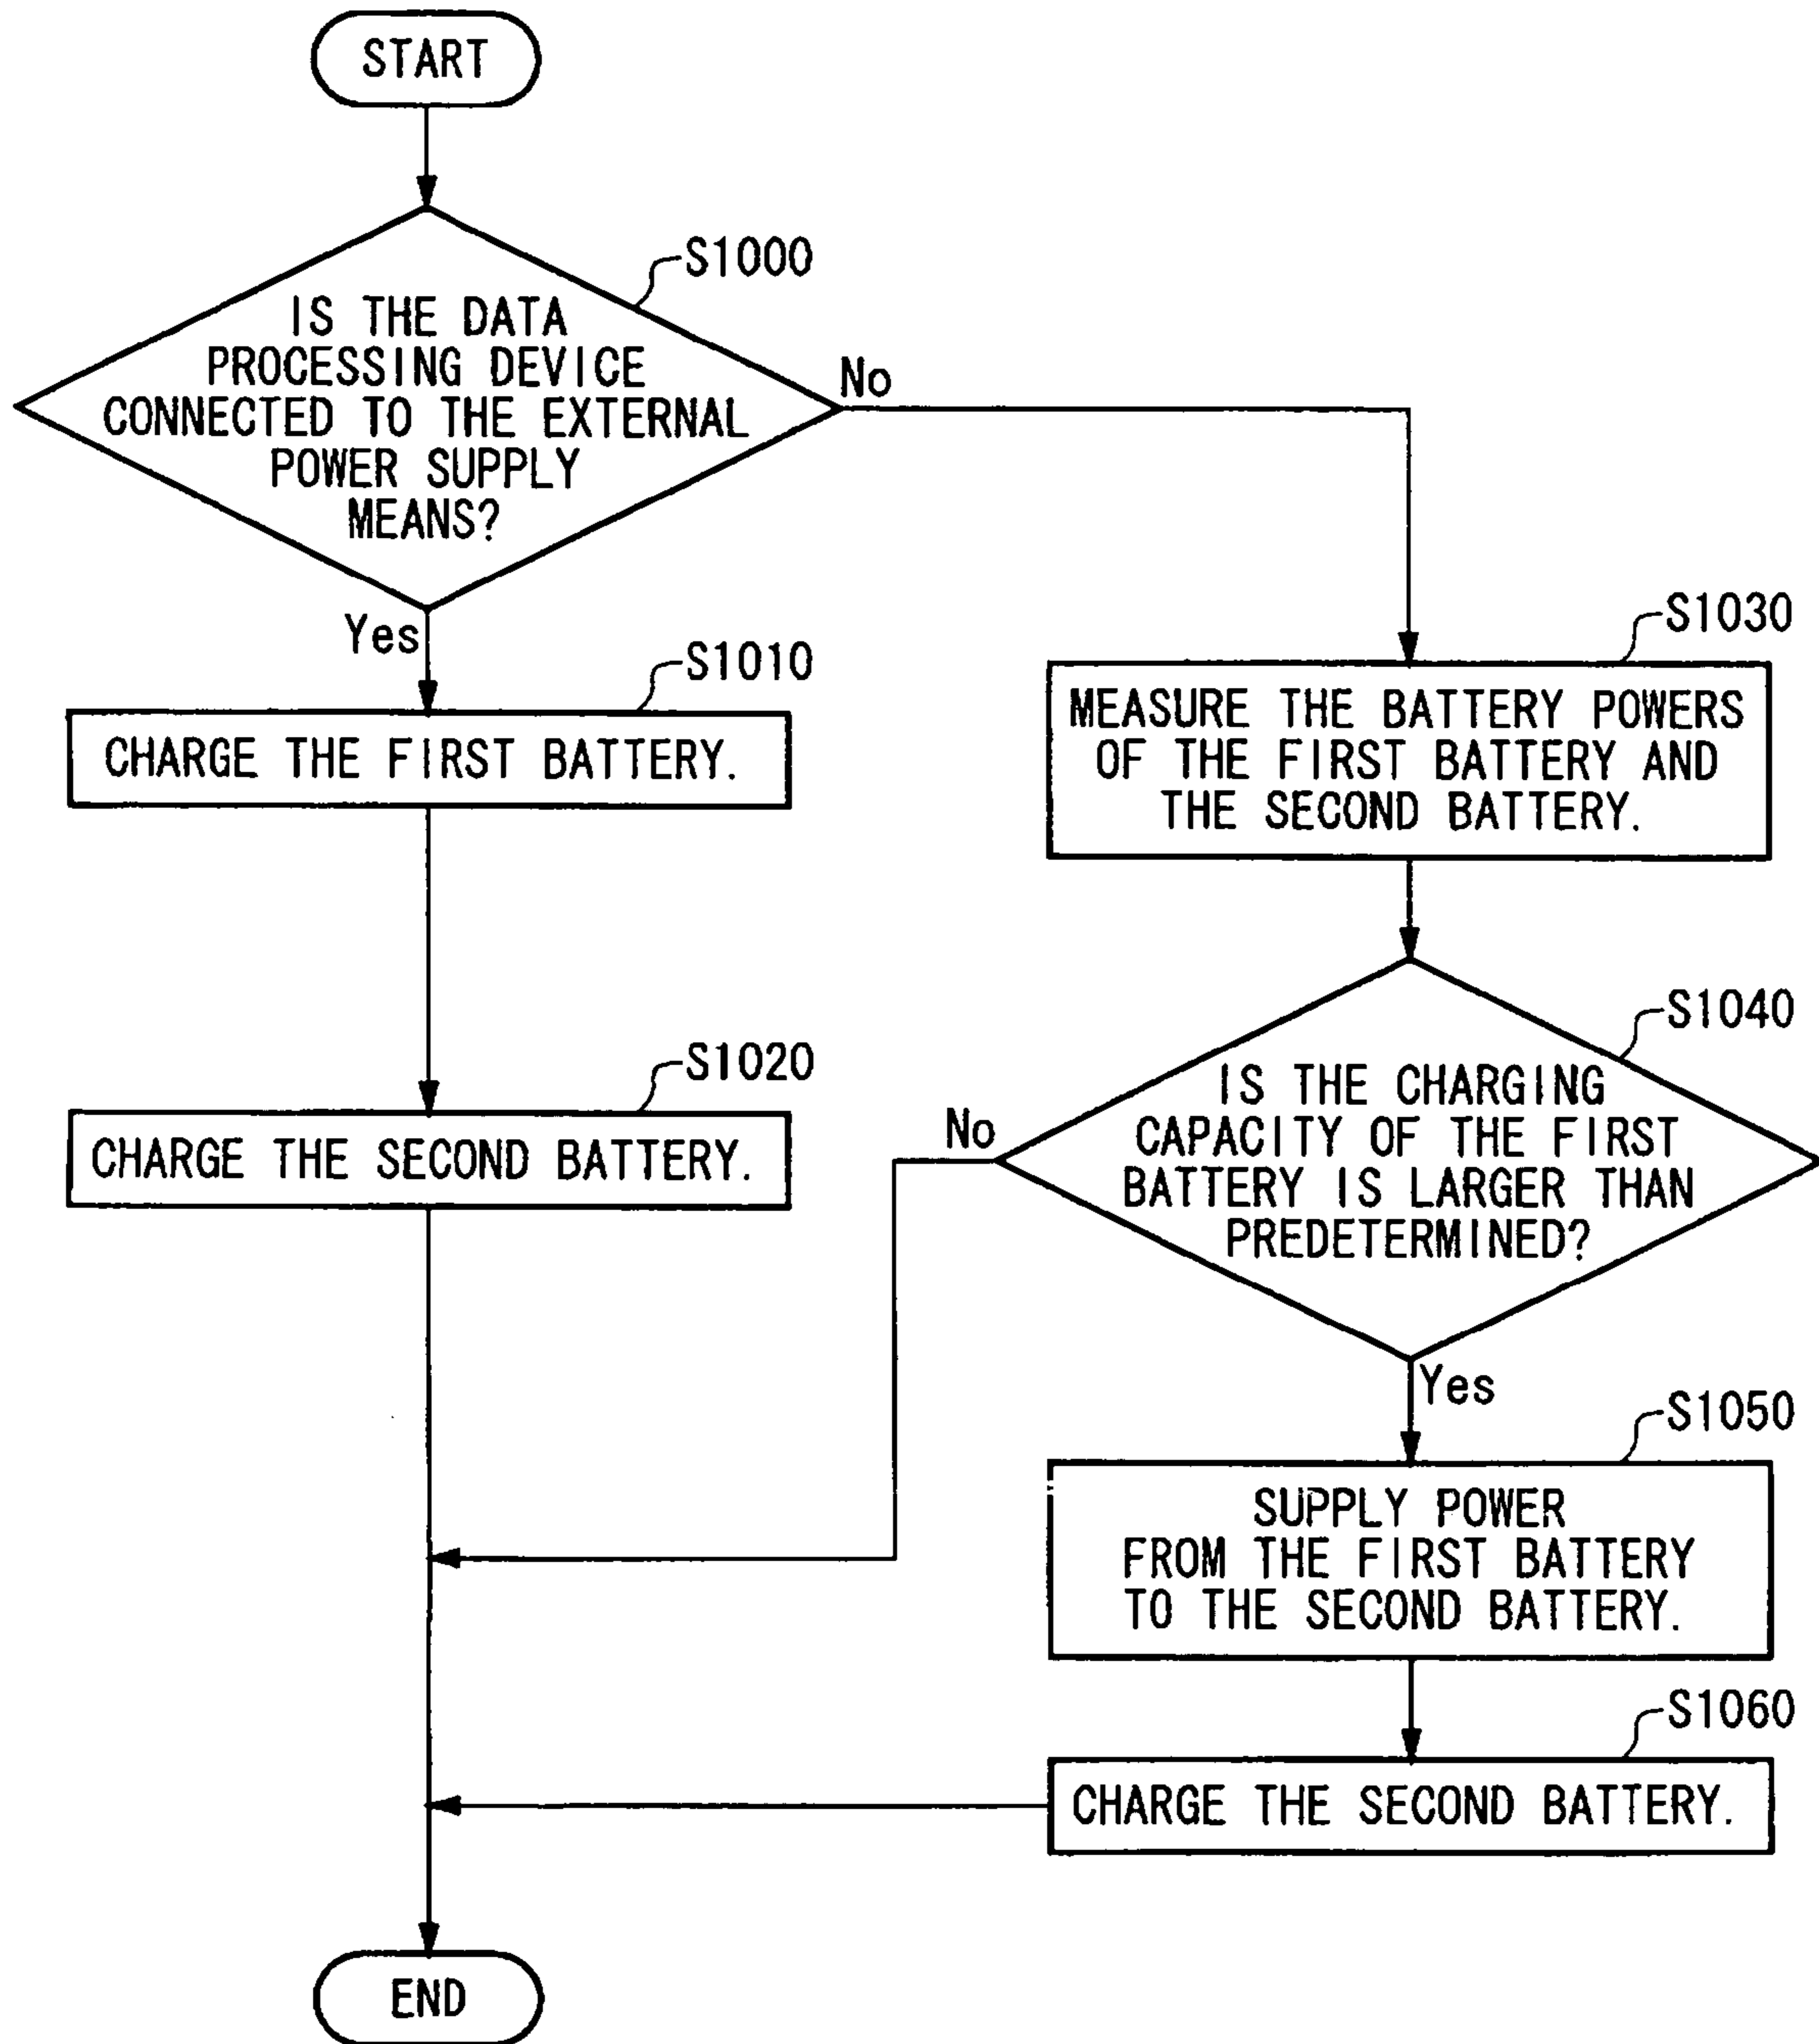 START
S1000
IS THE DATA
PROCESSING DEVICE
CONNECTED TO THE EXTERNAL
POWER SUPPLY
MEANS?
No
Yes
S1010
CHARGE THE FIRST BATTERY.
S1020
CHARGE THE SECOND BATTERY.
S1030
MEASURE THE BATTERY POWERS
OF THE FIRST BATTERY AND
THE SECOND BATTERY.
S1040
IS THE CHARGING
CAPACITY OF THE FIRST
BATTERY IS LARGER THAN
PREDETERMINED?
No
Yes
S1050
SUPPLY POWER
FROM THE FIRST BATTERY
TO THE SECOND BATTERY.
S1060
CHARGE THE SECOND BATTERY.
END